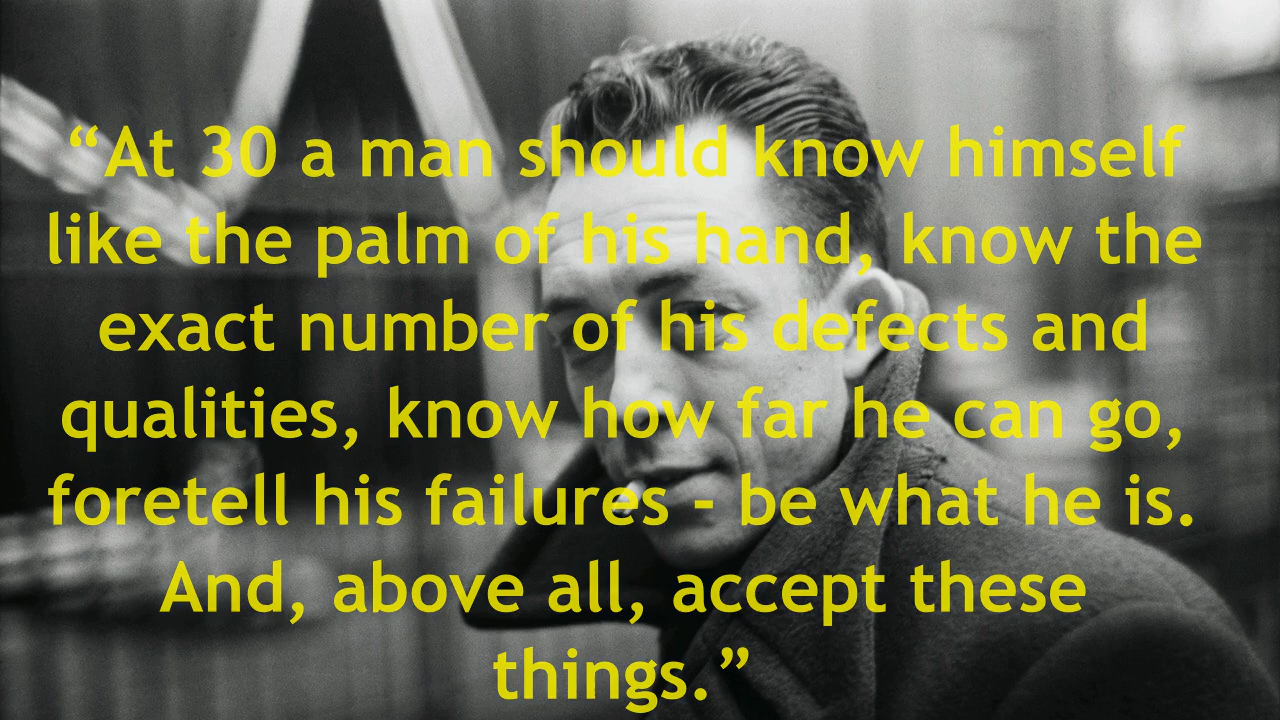 “At 30 a man should know himself
like the palm of his hand, know the
exact number of his defects and
qualities, know how far he can go,
foretell his failures - be what he is.
And, above all, accept these
things.”